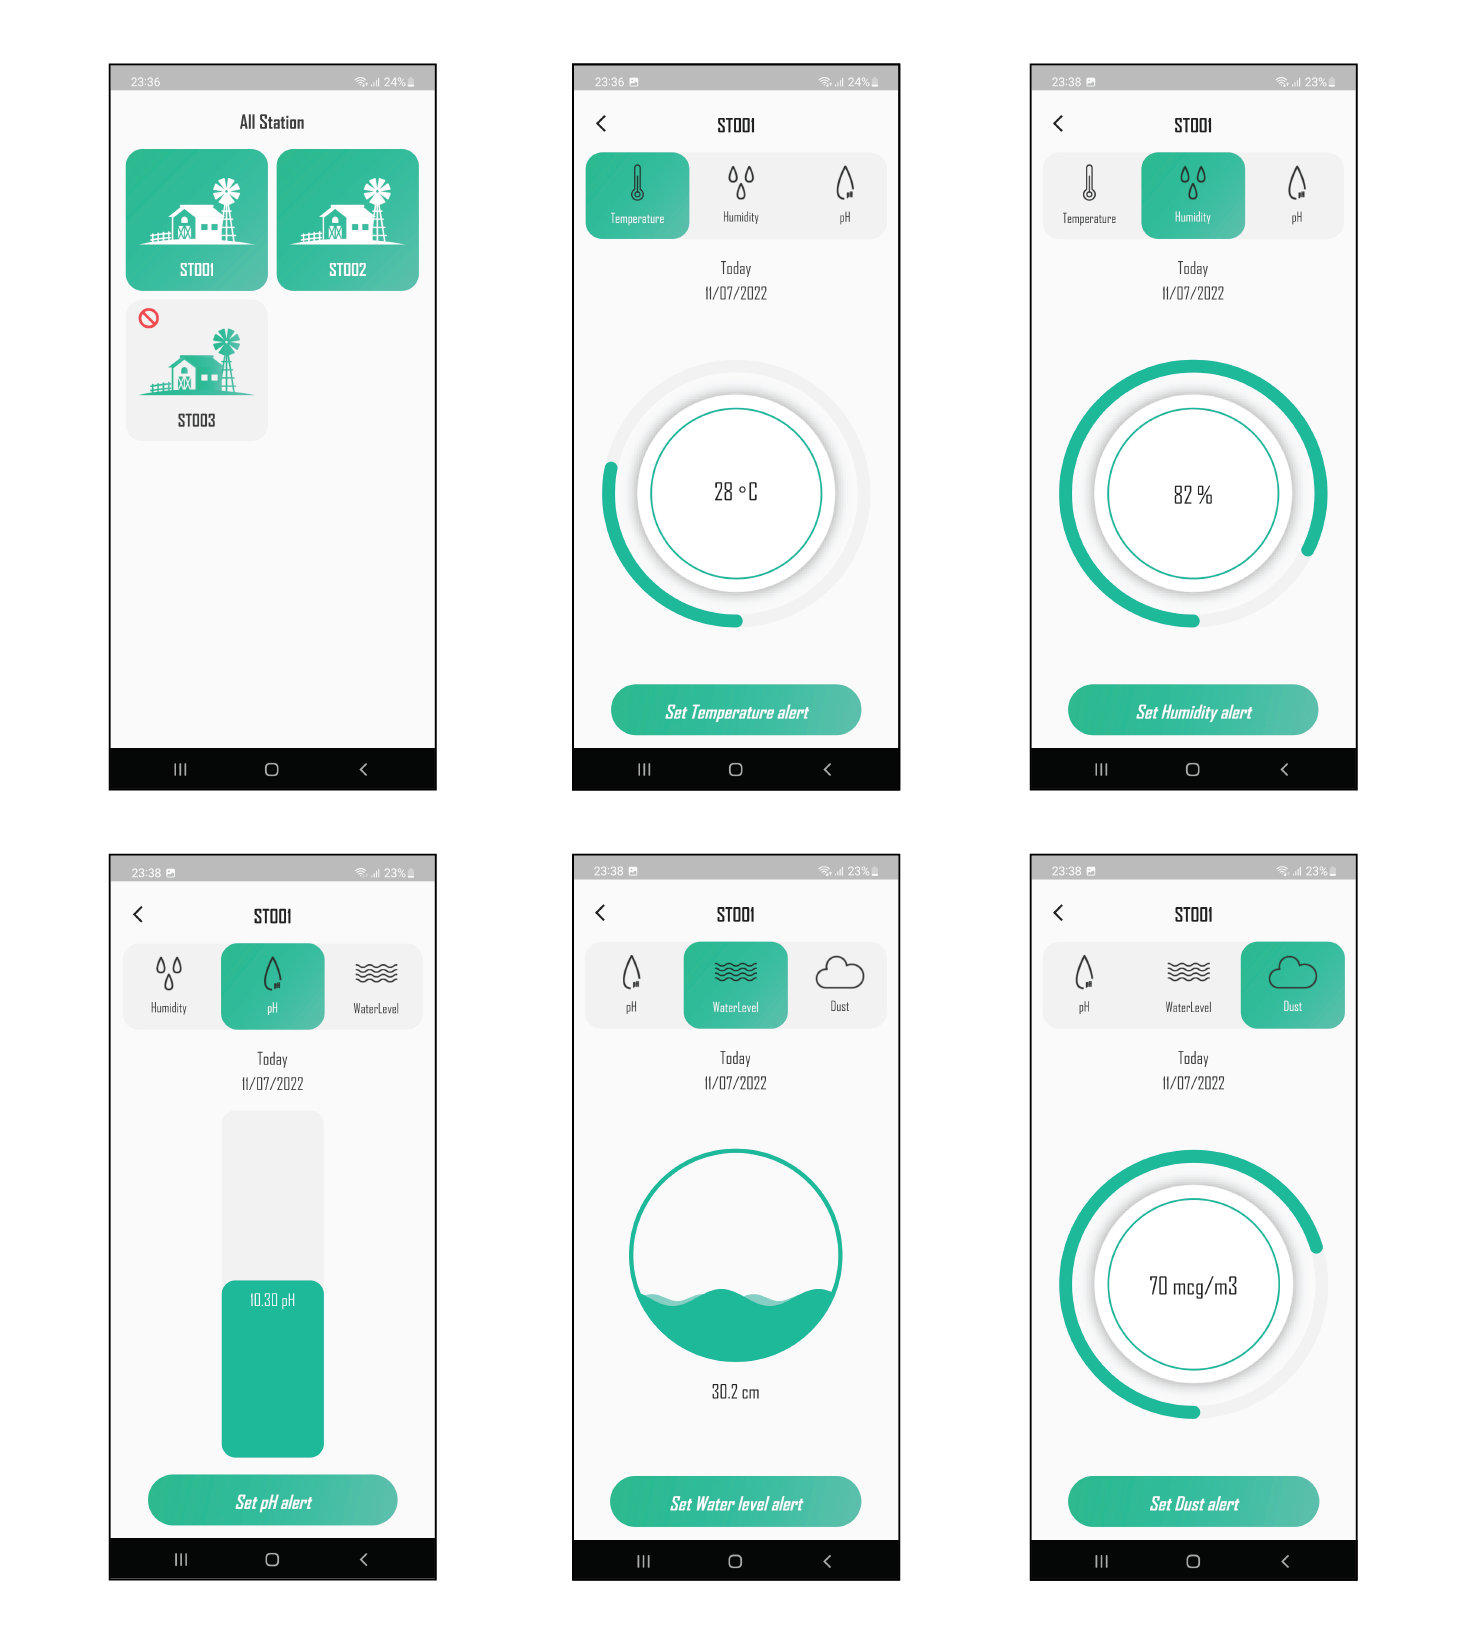 23:36 24%
All Station
ST001 ST002
ST003
23:36 24%
ST001
Temperature Humidity pH
Today
11/07/2022
28 °C
Set Temperature alert
23:38 23%
ST001
Temperature Humidity pH
Today
11/07/2022
82 %
Set Humidity alert
23:38 23%
ST001
pH
Humidity pH WaterLevel
Today
11/07/2022
10.30 pH
Set pH alert
23:38 23%
ST001
pH WaterLevel Dust
Today
11/07/2022
30.2 cm
Set Water level alert
23:38 23%
ST001
pH WaterLevel Dust
Today
11/07/2022
70 mcg/m3
Set Dust alert